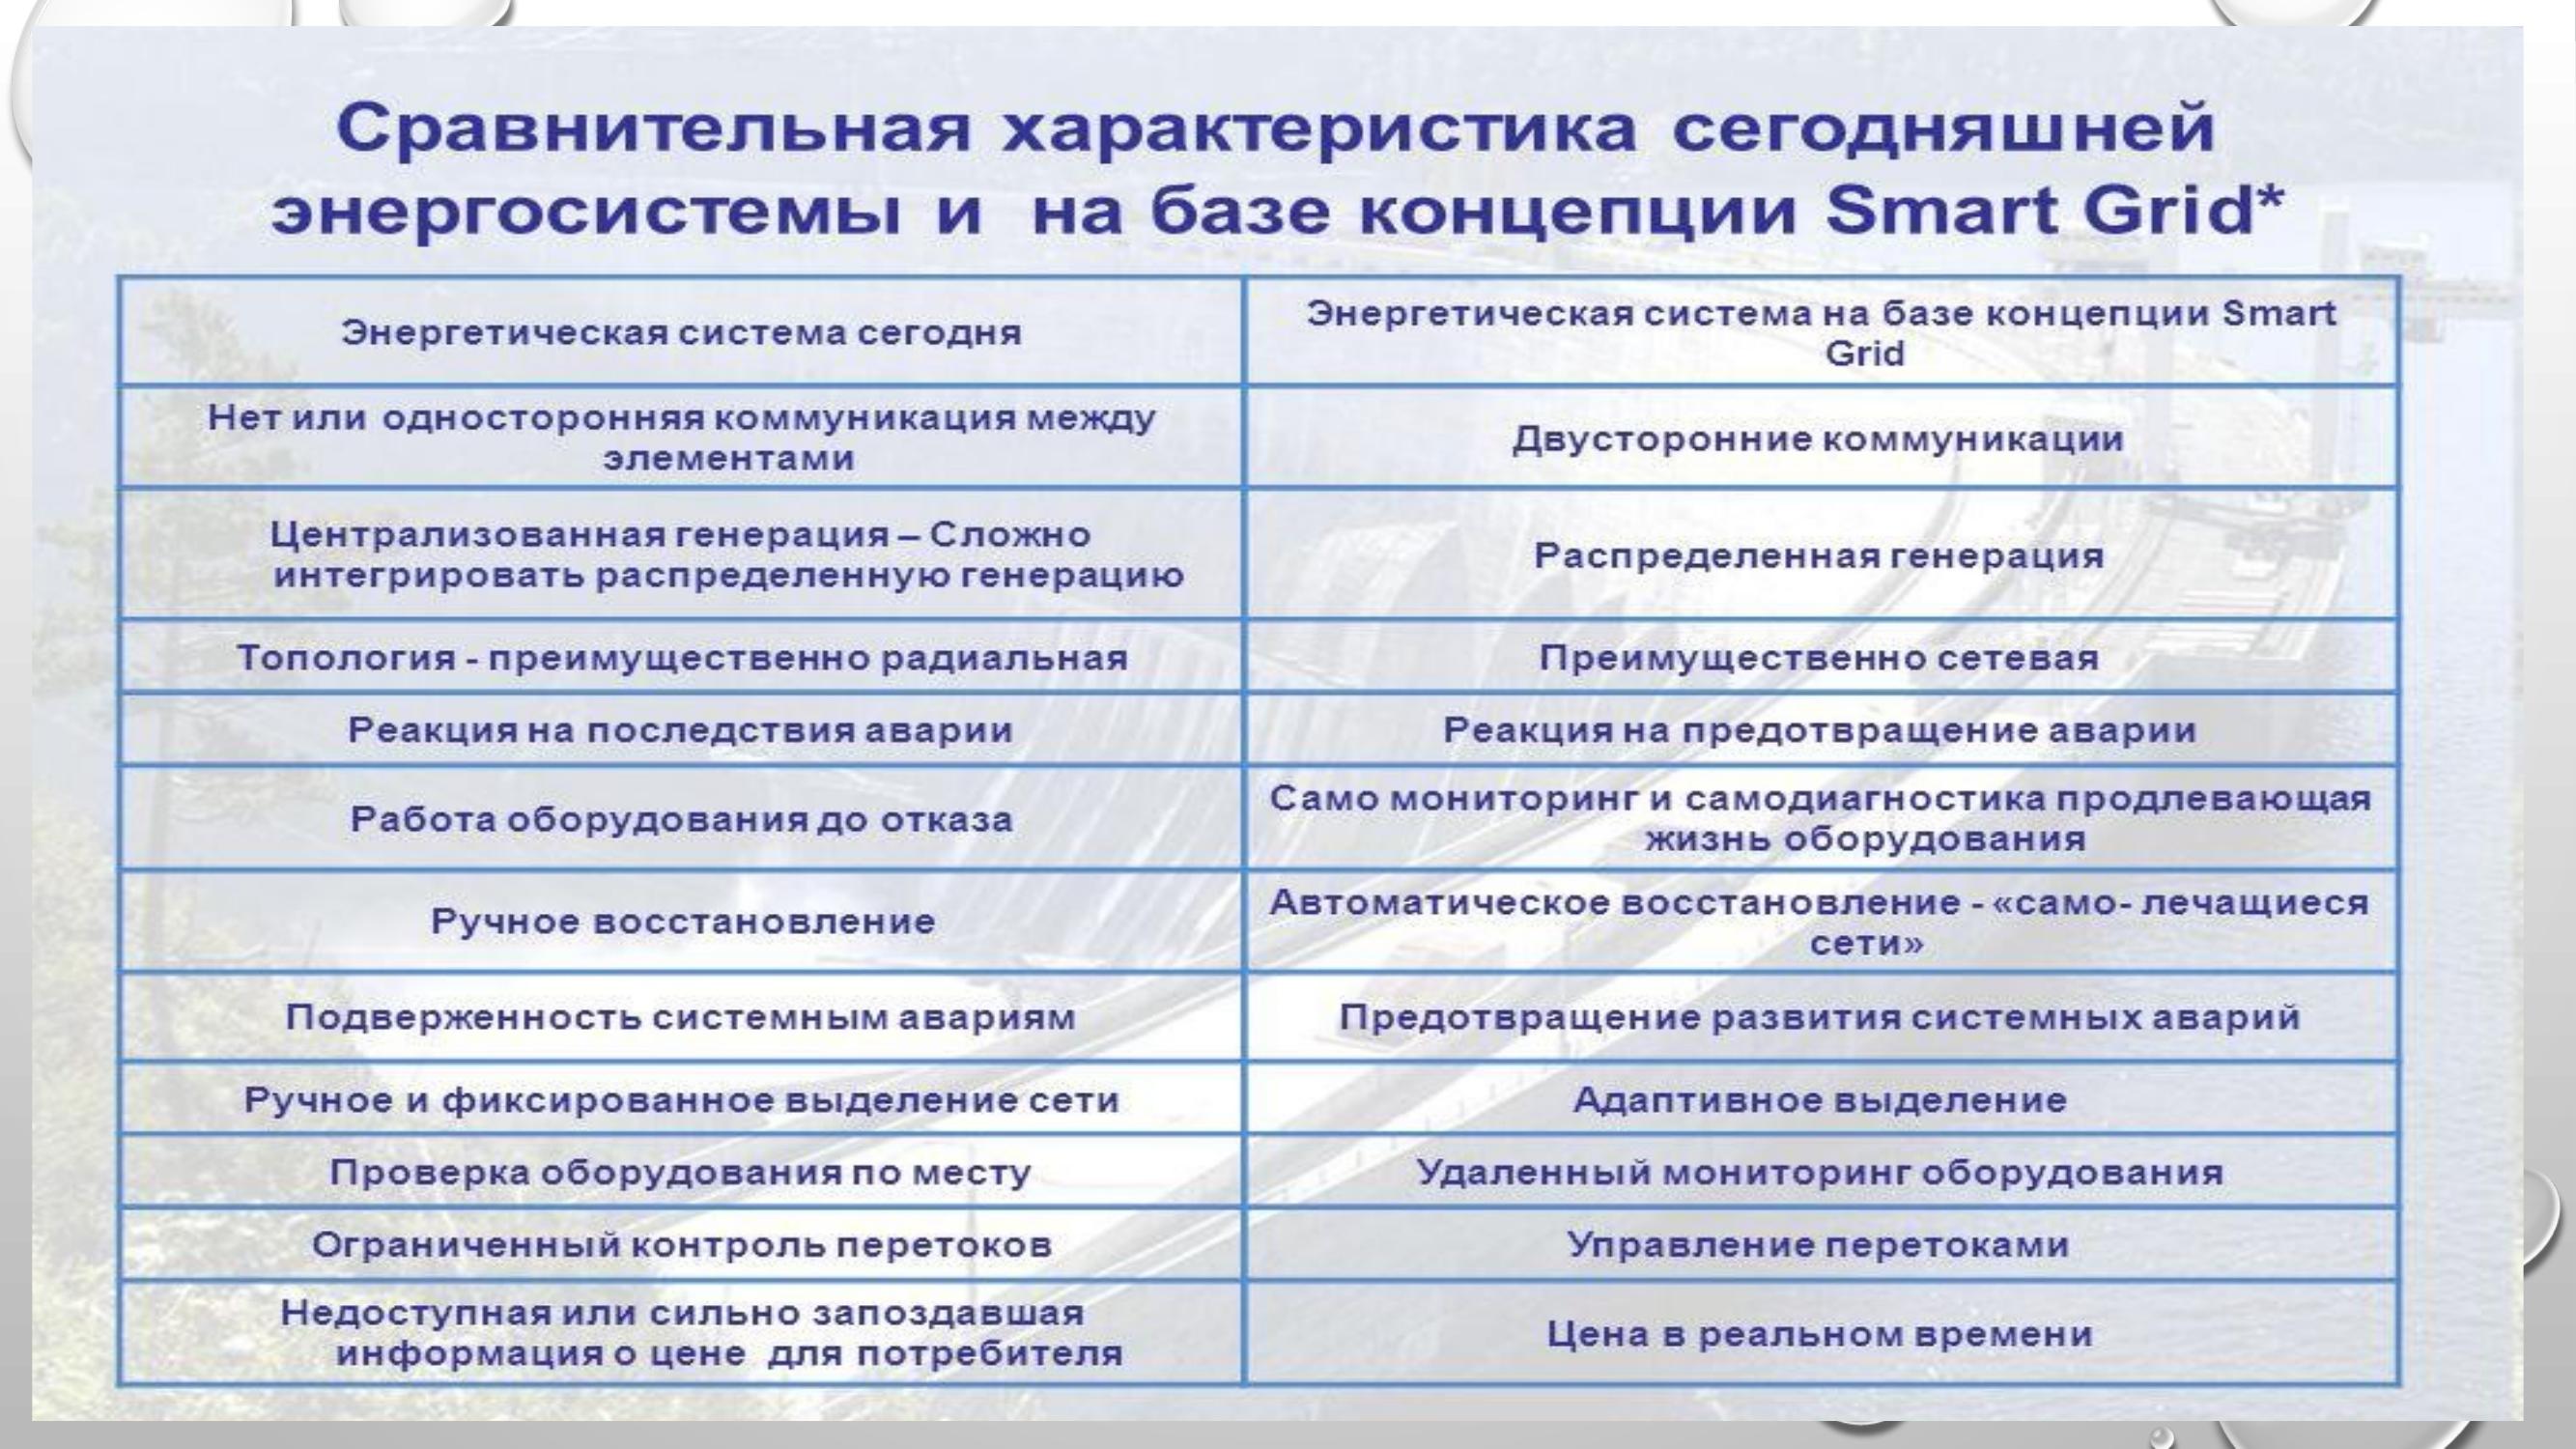 Сравнительная характеристика сегодняшней
энергосистемы и на базе концепции Smart Grid*
Энергетическая система сегодня
Энергетическая система на базе концепции Smart
Grid
Нет или односторонняя коммуникация между
элементами
Двусторонние коммуникации
Централизованная генерация – Сложно
интегрировать распределенную генерацию
Распределенная генерация
Топология - преимущественно радиальная
Преимущественно сетевая
Реакция на последствия аварии
Реакция на предотвращение аварии
Работа оборудования до отказа
Само мониторинг и самодиагностика продлевающая
жизнь оборудования
Ручное восстановление
Автоматическое восстановление - «само- лечащиеся
сети»
Подверженность системным авариям
Предотвращение развития системных аварий
Ручное и фиксированное выделение сети
Адаптивное выделение
Проверка оборудования по месту
Удаленный мониторинг оборудования
Ограниченный контроль перетоков
Управление перетоками
Недоступная или сильно запоздавшая
информация о цене для потребителя
Цена в реальном времени